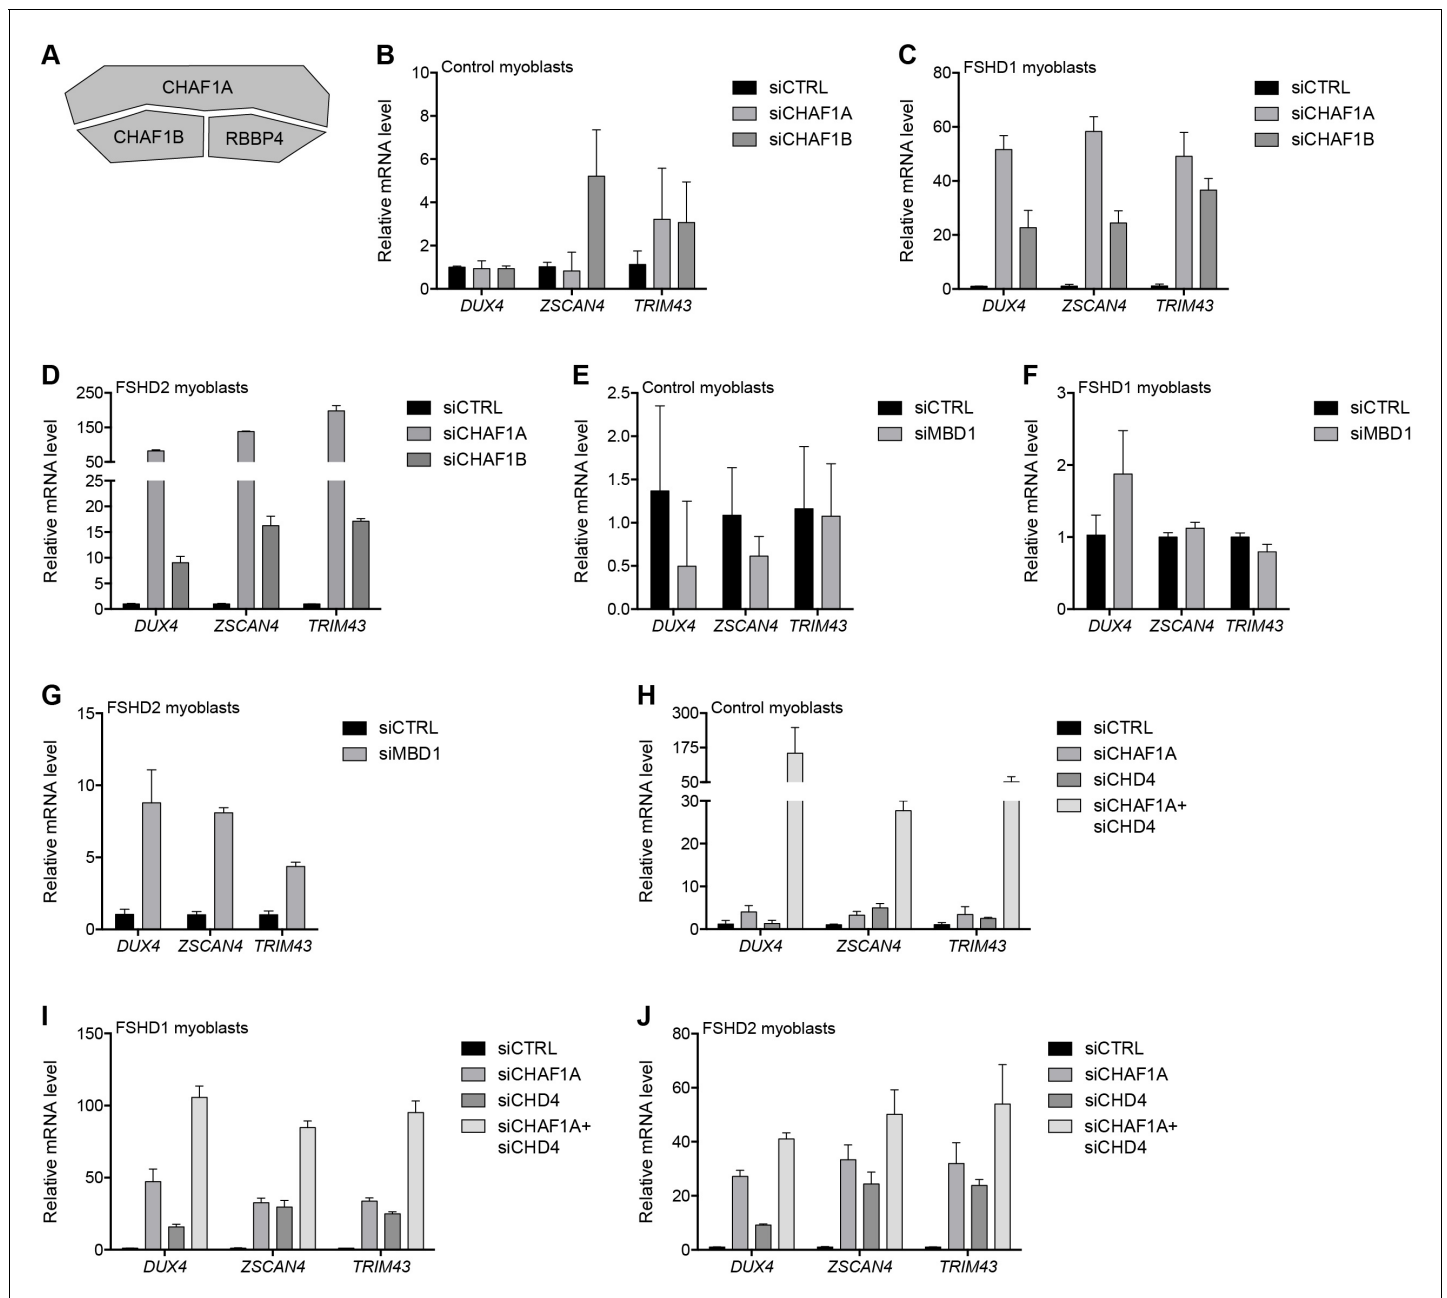 A
CHAF1A
CHAF1B
RBBP4
B
Control myoblasts
Relative mRNA level
10
8
6
4
2
0
DUX4 ZSCAN4 TRIM43
siCTRL
siCHAF1A
siCHAF1B
C
FSHD1 myoblasts
Relative mRNA level
80
60
40
20
0
DUX4 ZSCAN4 TRIM43
siCTRL
siCHAF1A
siCHAF1B
D
FSHD2 myoblasts
Relative mRNA level
250
150
50
25
20
15
10
5
0
DUX4 ZSCAN4 TRIM43
siCTRL
siCHAF1A
siCHAF1B
E
Control myoblasts
Relative mRNA level
2.5
2.0
1.5
1.0
0.5
0.0
DUX4 ZSCAN4 TRIM43
siCTRL
siMBD1
F
FSHD1 myoblasts
Relative mRNA level
3
2
1
0
DUX4 ZSCAN4 TRIM43
siCTRL
siMBD1
G
FSHD2 myoblasts
Relative mRNA level
15
10
5
0
DUX4 ZSCAN4 TRIM43
siCTRL
siMBD1
H
Control myoblasts
Relative mRNA level
300
175
50
30
20
10
0
DUX4 ZSCAN4 TRIM43
siCTRL
siCHAF1A
siCHD4
siCHAF1A+
siCHD4
I
FSHD1 myoblasts
Relative mRNA level
150
100
50
0
DUX4 ZSCAN4 TRIM43
siCTRL
siCHAF1A
siCHD4
siCHAF1A+
siCHD4
J
FSHD2 myoblasts
Relative mRNA level
80
60
40
20
0
DUX4 ZSCAN4 TRIM43
siCTRL
siCHAF1A
siCHD4
siCHAF1A+
siCHD4